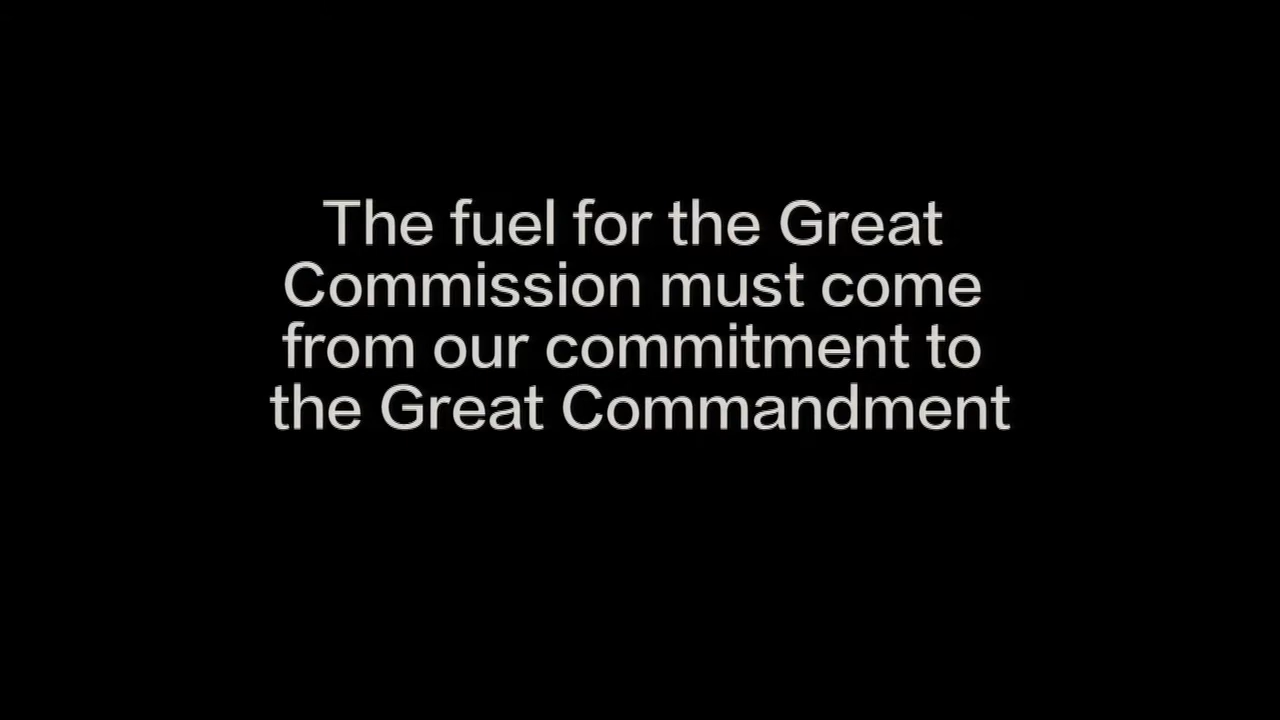 The fuel for the Great
Commission must come
from our commitment to
the Great Commandment